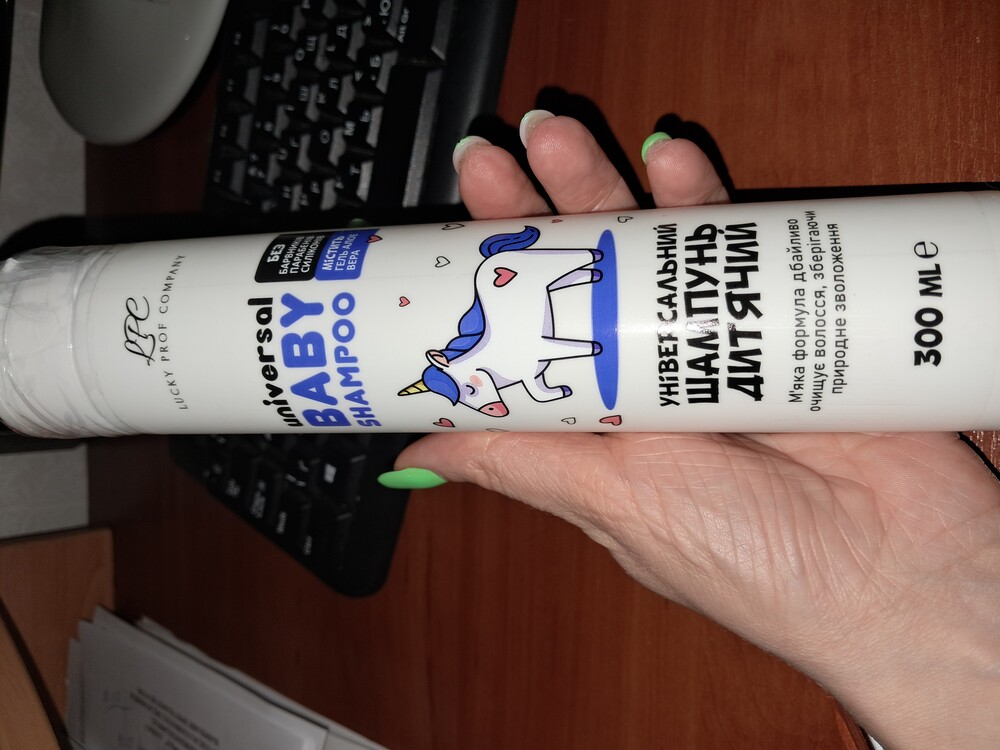 LPC
LUCKY PROF COMPANY
universal
BABY
SHAMPOO
БЕЗ
БАРВНИКІВ
ПАРАБЕНІВ
СИЛІКОНІВ
МІСТИТЬ
ГЕЛЬ АЛОЕ
ВЕРА
УНІВЕРСАЛЬНИЙ
ШАМПУНЬ
ДИТЯЧИЙ
М'яка формула дбайливо
очищує волосся, зберігаючи
природне зволоження
300 ML e